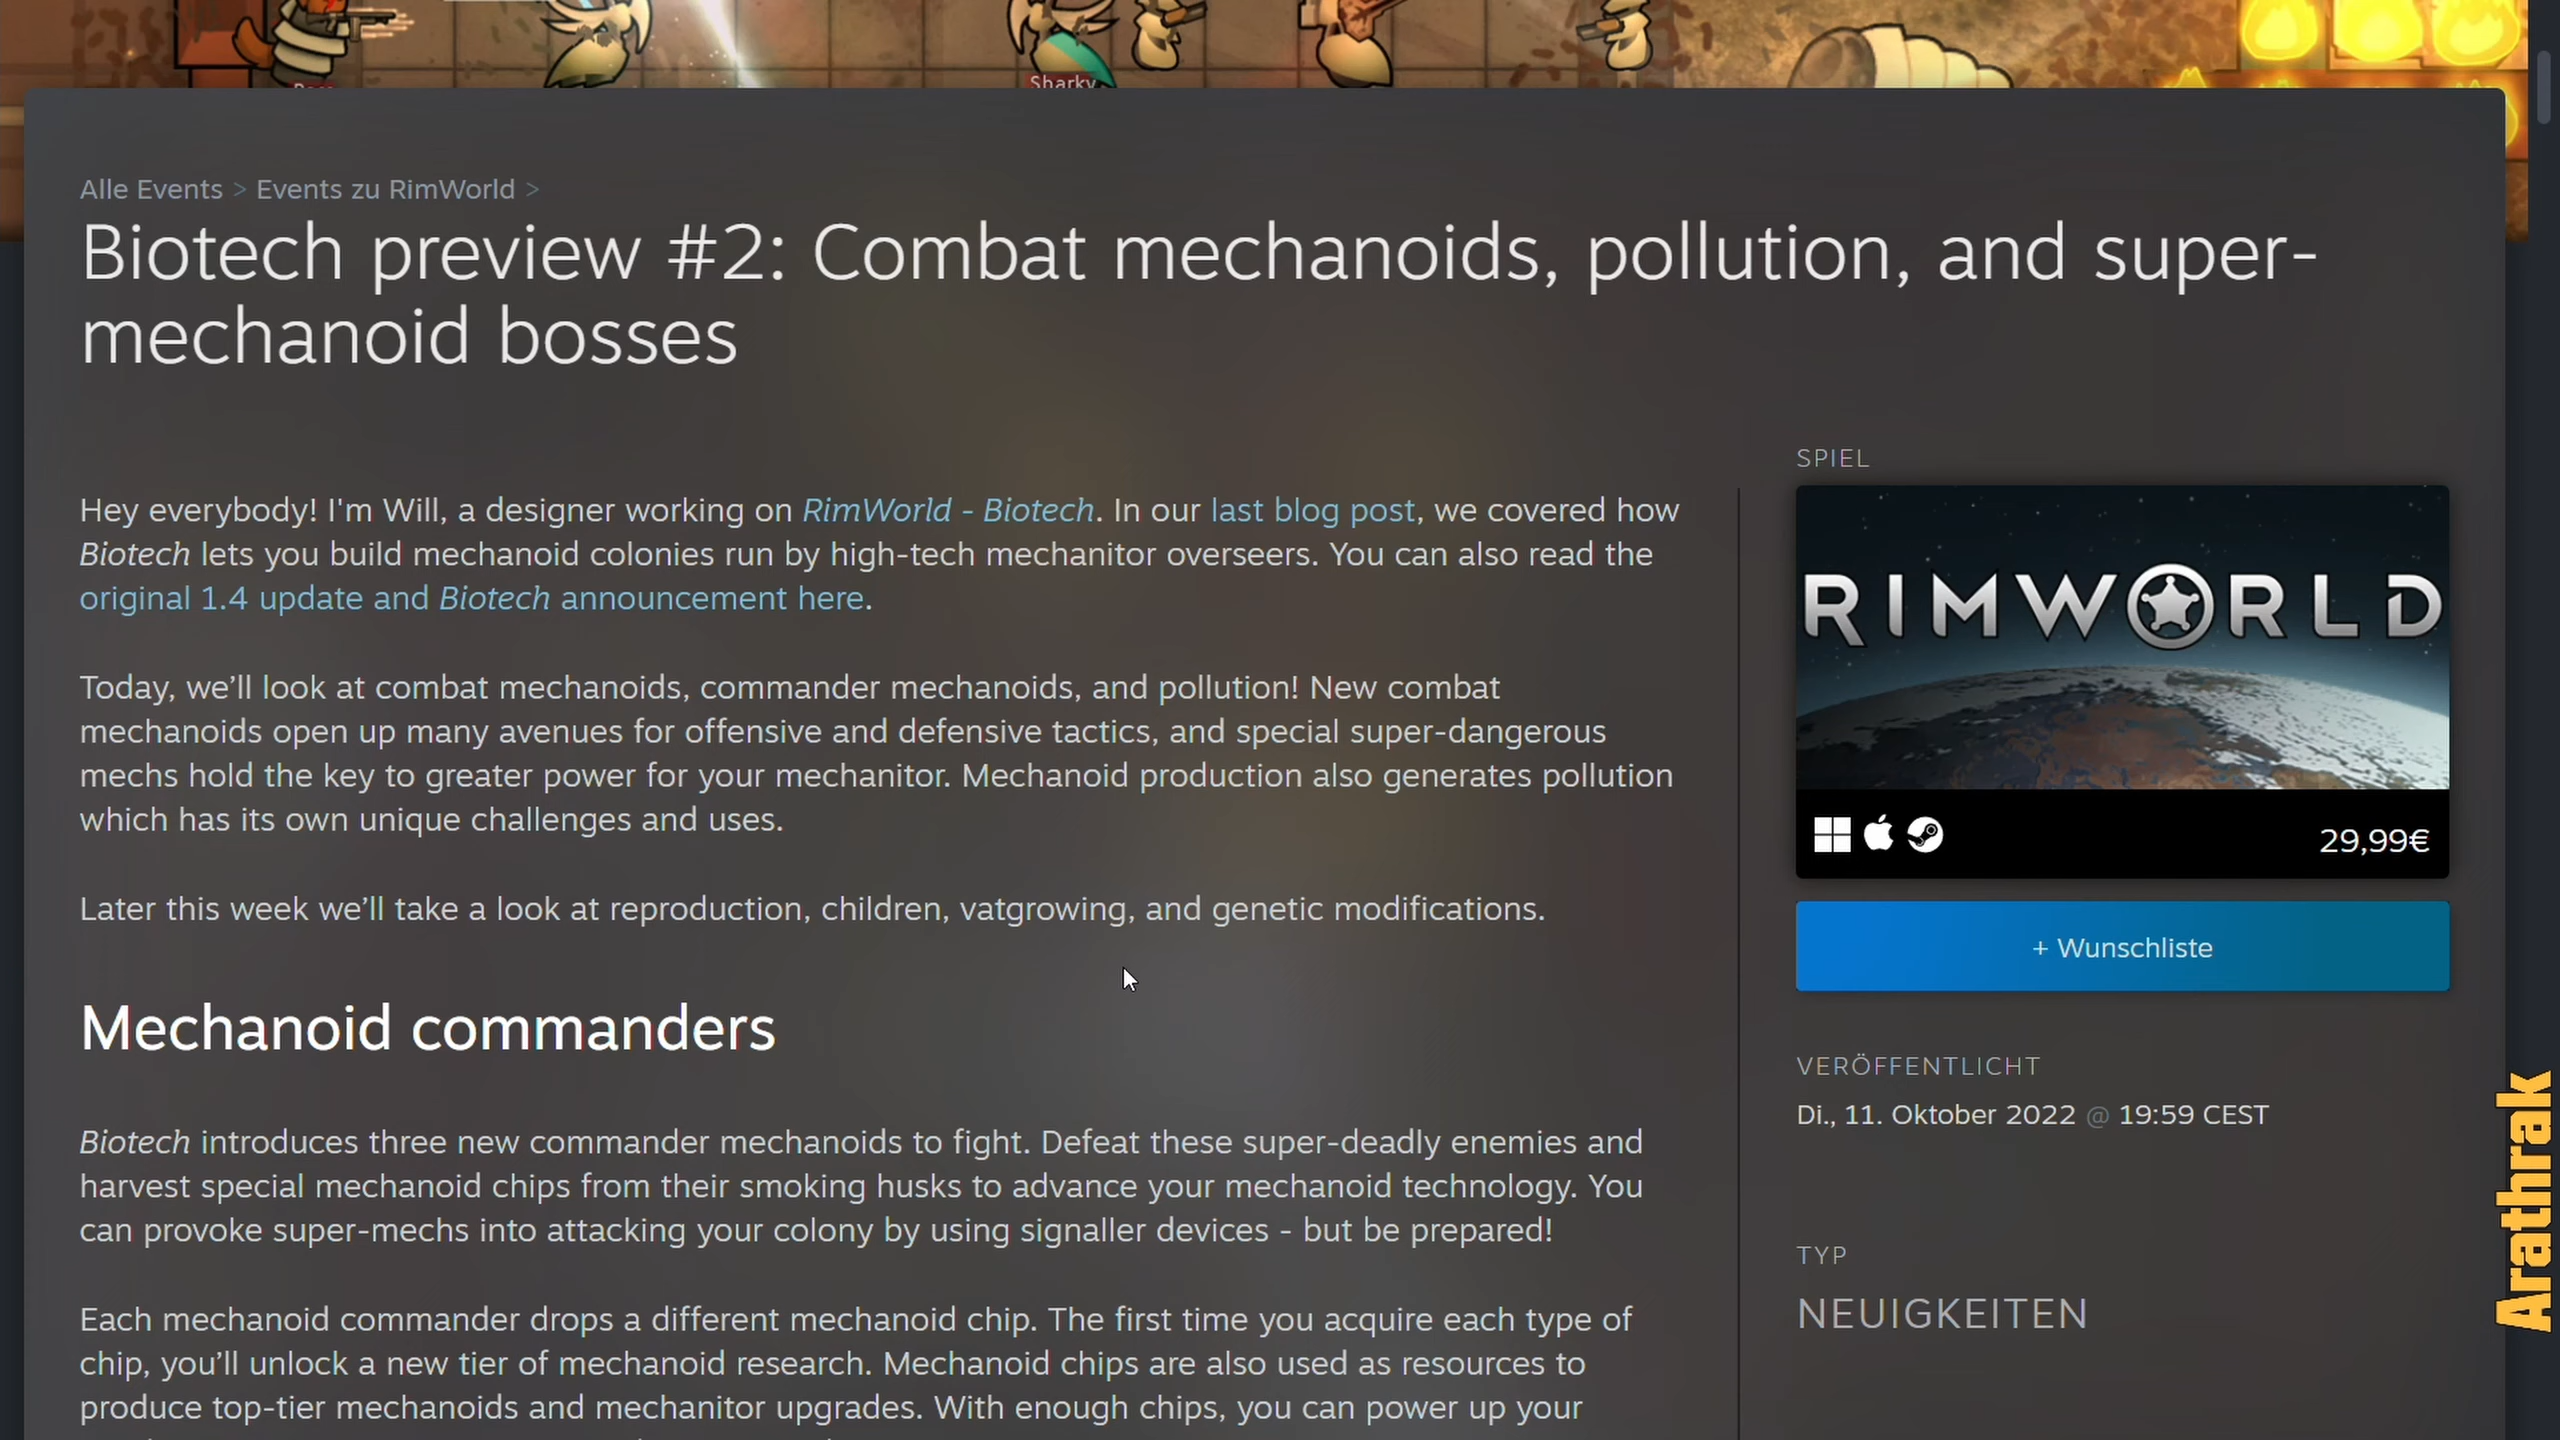 Sharky
Alle Events > Events zu RimWorld >
Biotech preview #2: Combat mechanoids, pollution, and super-
mechanoid bosses
Hey everybody! I'm Will, a designer working on RimWorld - Biotech. In our last blog post, we covered how
Biotech lets you build mechanoid colonies run by high-tech mechanitor overseers. You can also read the
original 1.4 update and Biotech announcement here.
Today, we’ll look at combat mechanoids, commander mechanoids, and pollution! New combat
mechanoids open up many avenues for offensive and defensive tactics, and special super-dangerous
mechs hold the key to greater power for your mechanitor. Mechanoid production also generates pollution
which has its own unique challenges and uses.
Later this week we’ll take a look at reproduction, children, vatgrowing, and genetic modifications.
Mechanoid commanders
Biotech introduces three new commander mechanoids to fight. Defeat these super-deadly enemies and
harvest special mechanoid chips from their smoking husks to advance your mechanoid technology. You
can provoke super-mechs into attacking your colony by using signaller devices - but be prepared!
Each mechanoid commander drops a different mechanoid chip. The first time you acquire each type of
chip, you’ll unlock a new tier of mechanoid research. Mechanoid chips are also used as resources to
produce top-tier mechanoids and mechanitor upgrades. With enough chips, you can power up your
SPIEL
RIMWORLD
29,99€
+ Wunschliste
VERÖFFENTLICHT
Di., 11. Oktober 2022 @ 19:59 CEST
TYP
NEUIGKEITEN
Arathrak